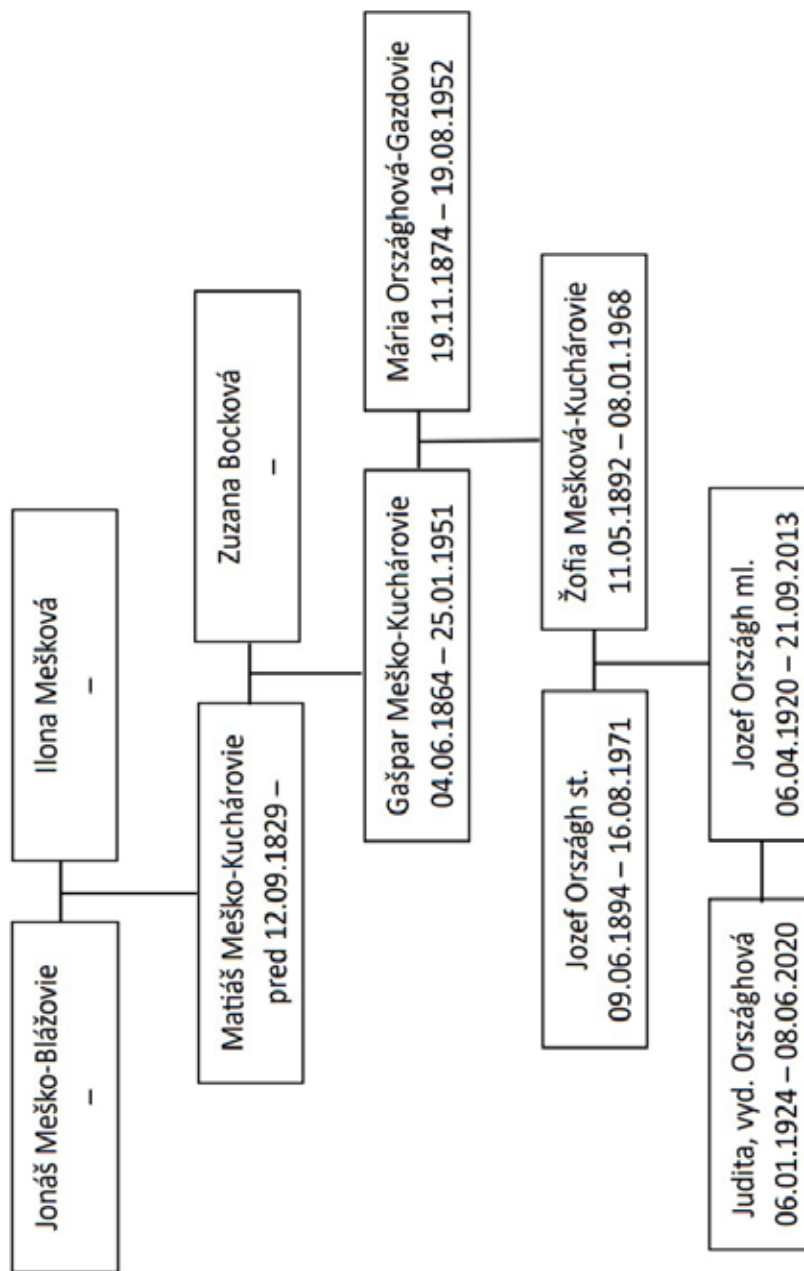 Jonáš Meško-Blážovie
–
Ilona Mešková
–
Matiáš Meško-Kuchárovie
pred 12.09.1829 –
Zuzana Bocková
–
Gašpar Meško-Kuchárovie
04.06.1864 – 25.01.1951
Mária Országhová-Gazdovie
19.11.1874 – 19.08.1952
Jozef Országh st.
09.06.1894 – 16.08.1971
Žofia Mešková-Kuchárovie
11.05.1892 – 08.01.1968
Judita, vyd. Országhová
06.01.1924 – 08.06.2020
Jozef Országh ml.
06.04.1920 – 21.09.2013